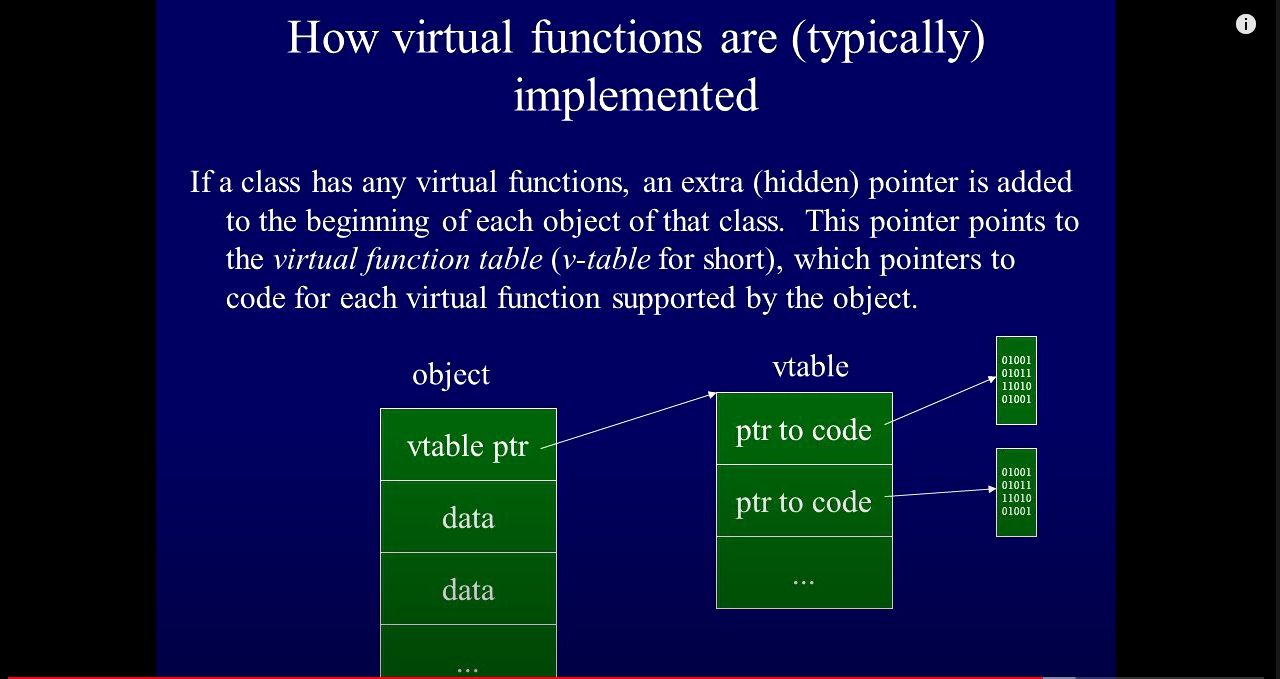 How virtual functions are (typically)
implemented
If a class has any virtual functions, an extra (hidden) pointer is added
to the beginning of each object of that class. This pointer points to
the virtual function table (v-table for short), which pointers to
code for each virtual function supported by the object.
object
vtable ptr
data
data
...
vtable
ptr to code
ptr to code
...
01001
01011
11010
01001
01001
01011
11010
01001